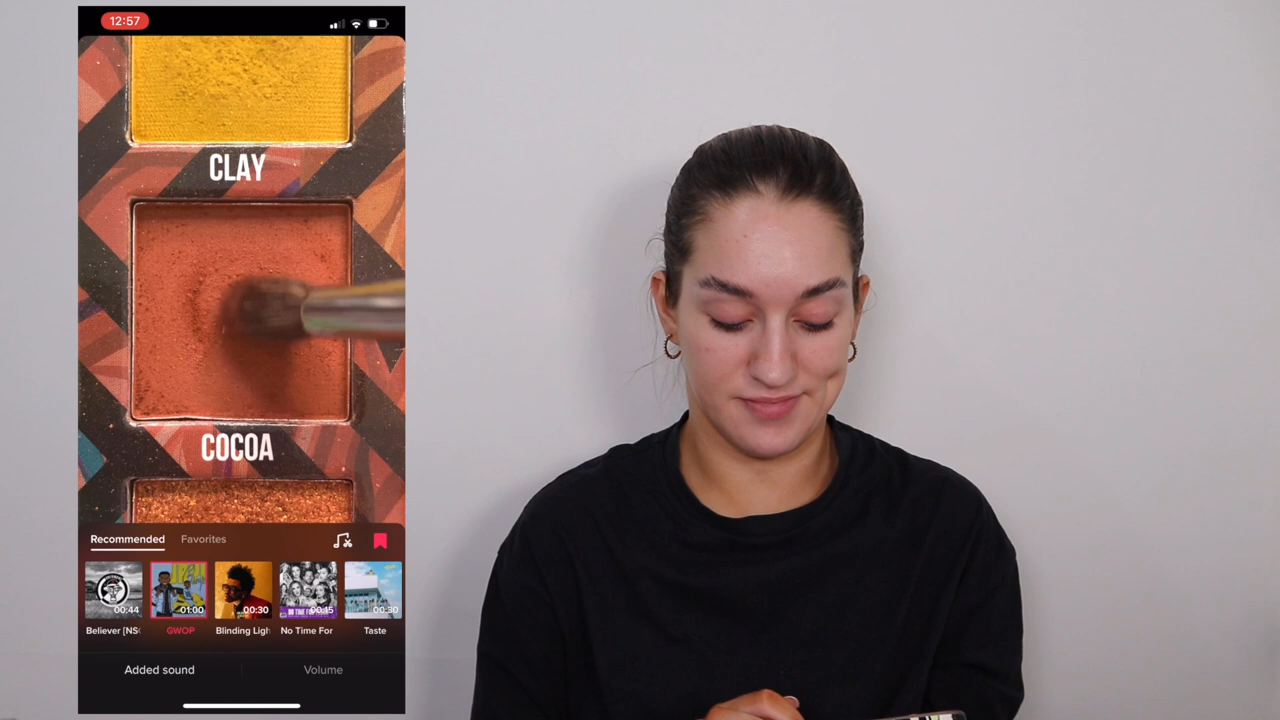 12:57
CLAY
COCOA
Recommended Favorites
00:44 01:00 00:30 00:15 00:30
Believer [NS GWOP Blinding Ligh No Time For Taste
Added sound Volume